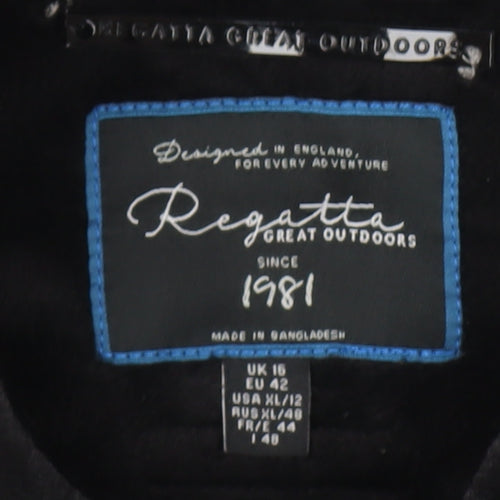 REGATTA GREAT OUTDOORS
Designed IN ENGLAND,
FOR EVERY ADVENTURE
Regatta
GREAT OUTDOORS
SINCE
1981
MADE IN BANGLADESH
UK 16
EU 42
USA XL/12
RUS XL/48
FR/E 44
I 48